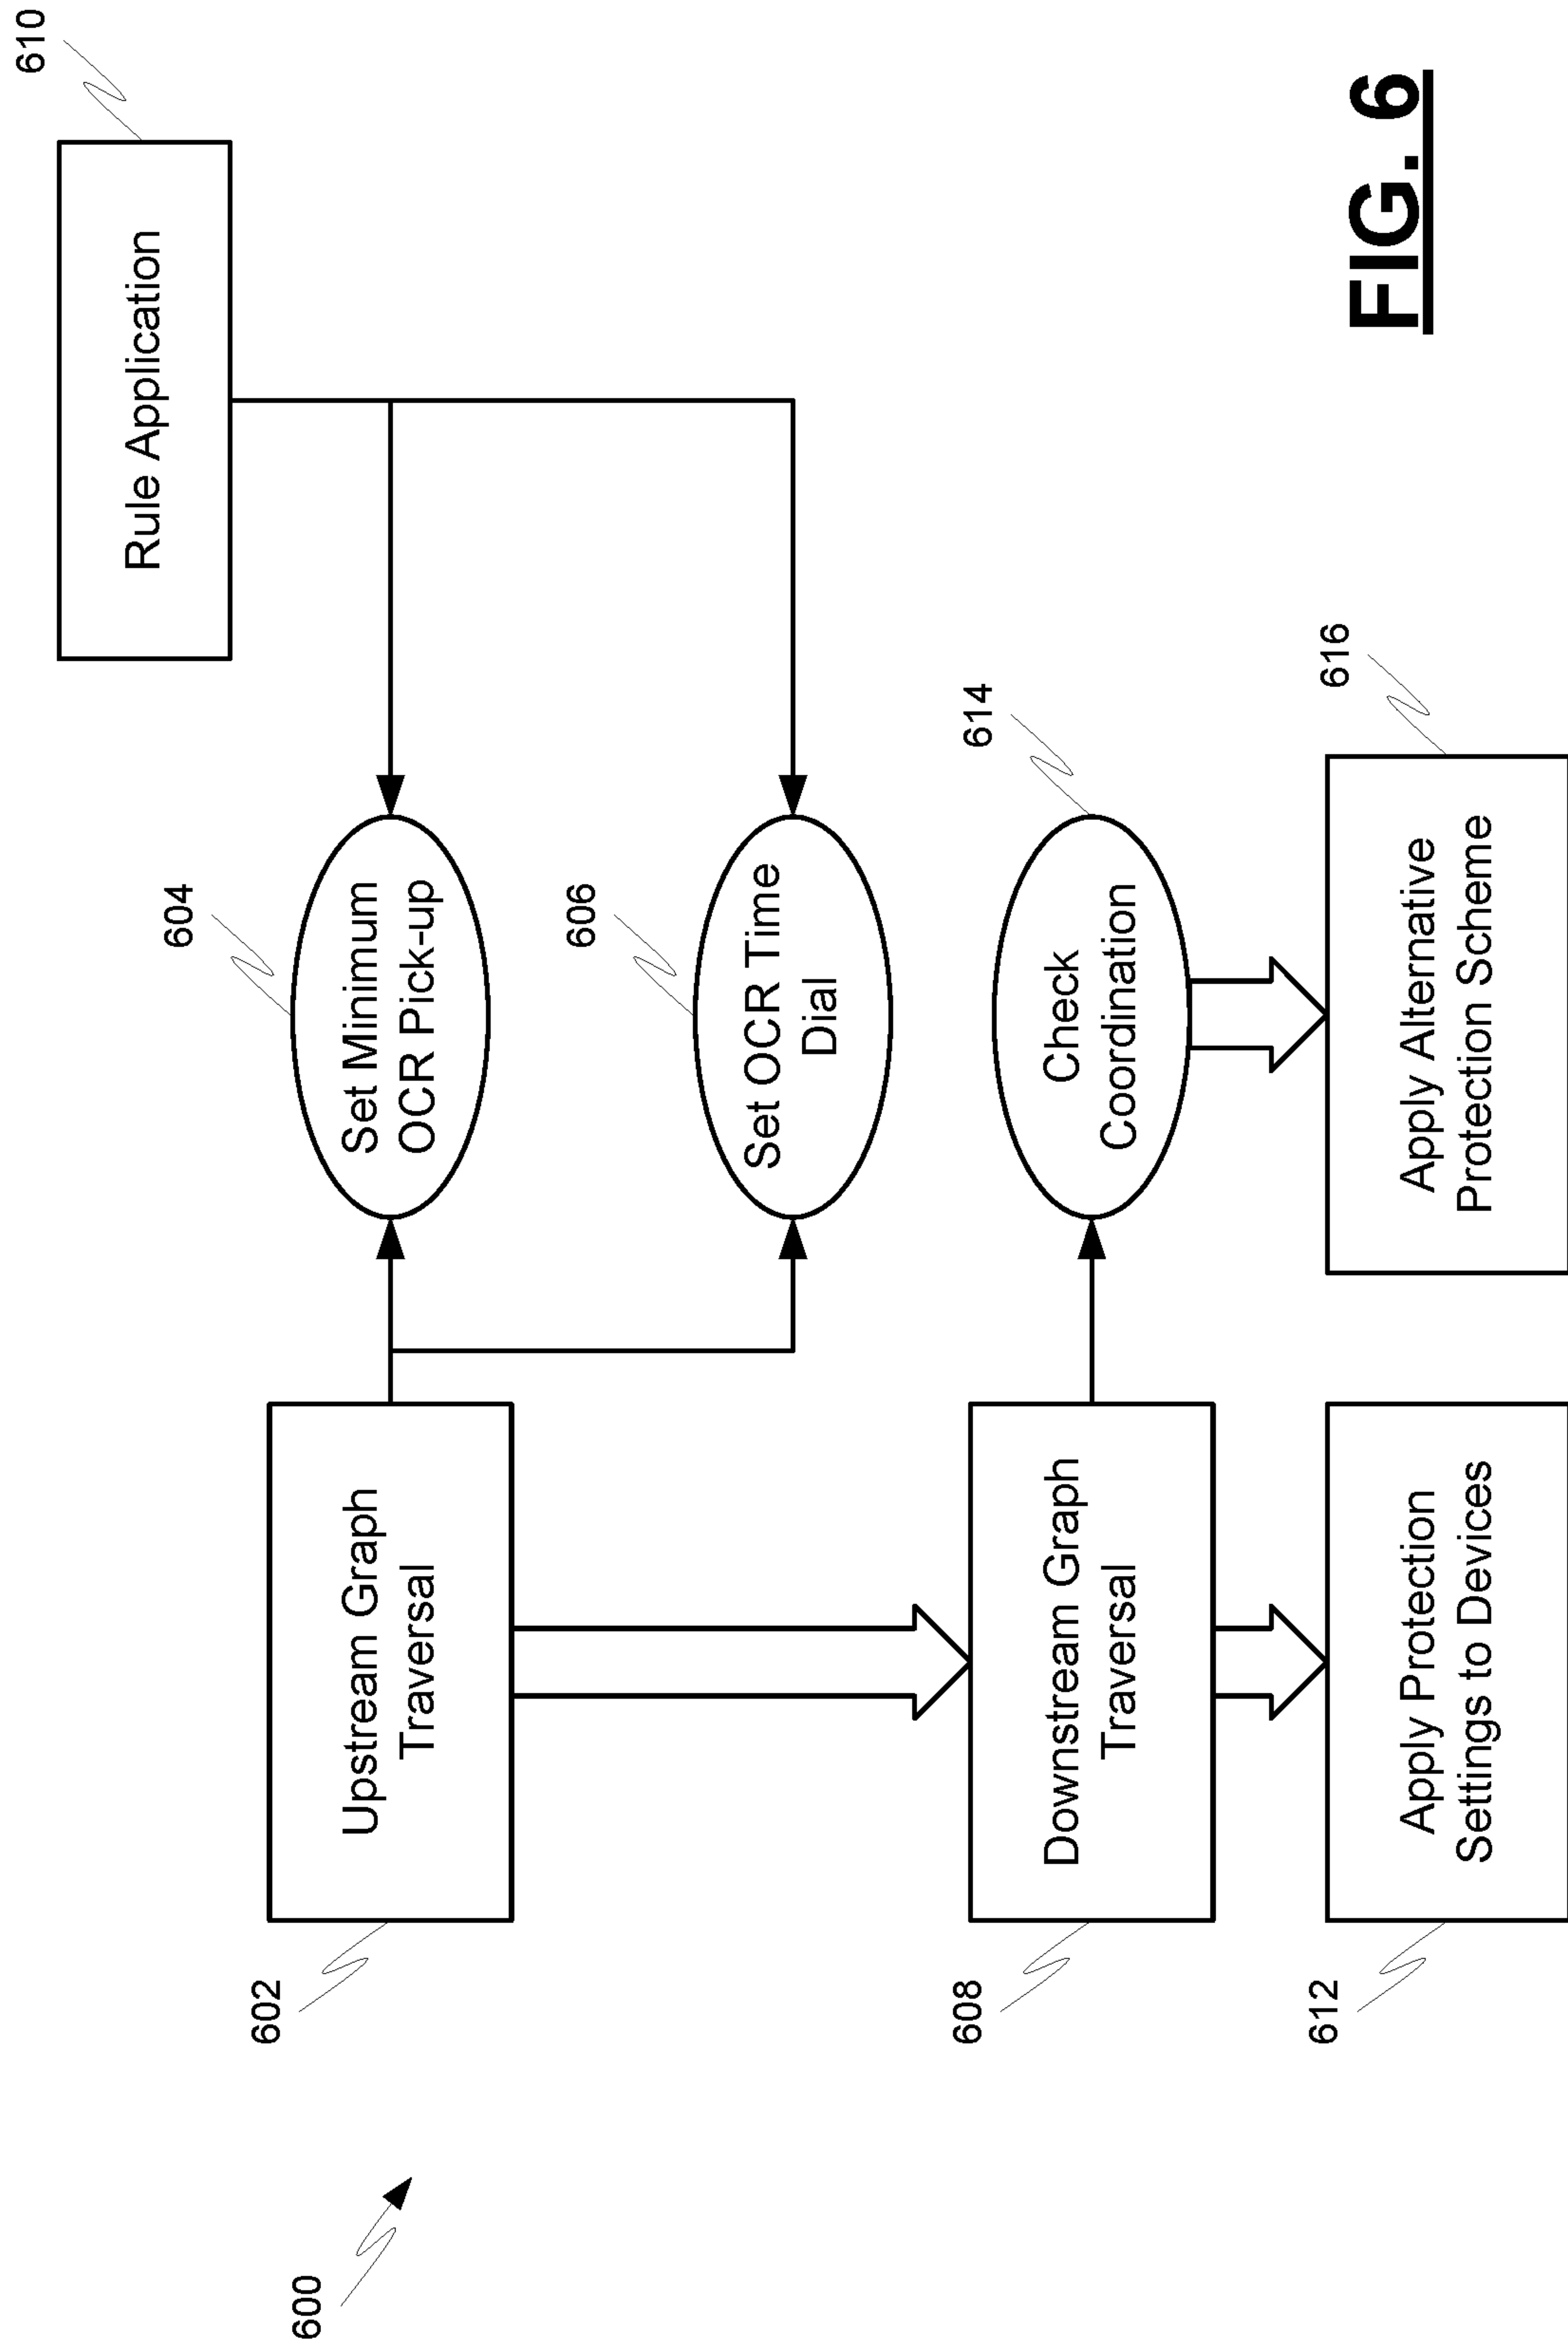 610
Rule Application
604
Set Minimum
OCR Pick-up
602
Upstream Graph
Traversal
606
Set OCR Time
Dial
614
Check
Coordination
608
Downstream Graph
Traversal
616
Apply Alternative
Protection Scheme
612
Apply Protection
Settings to Devices
600
FIG. 6